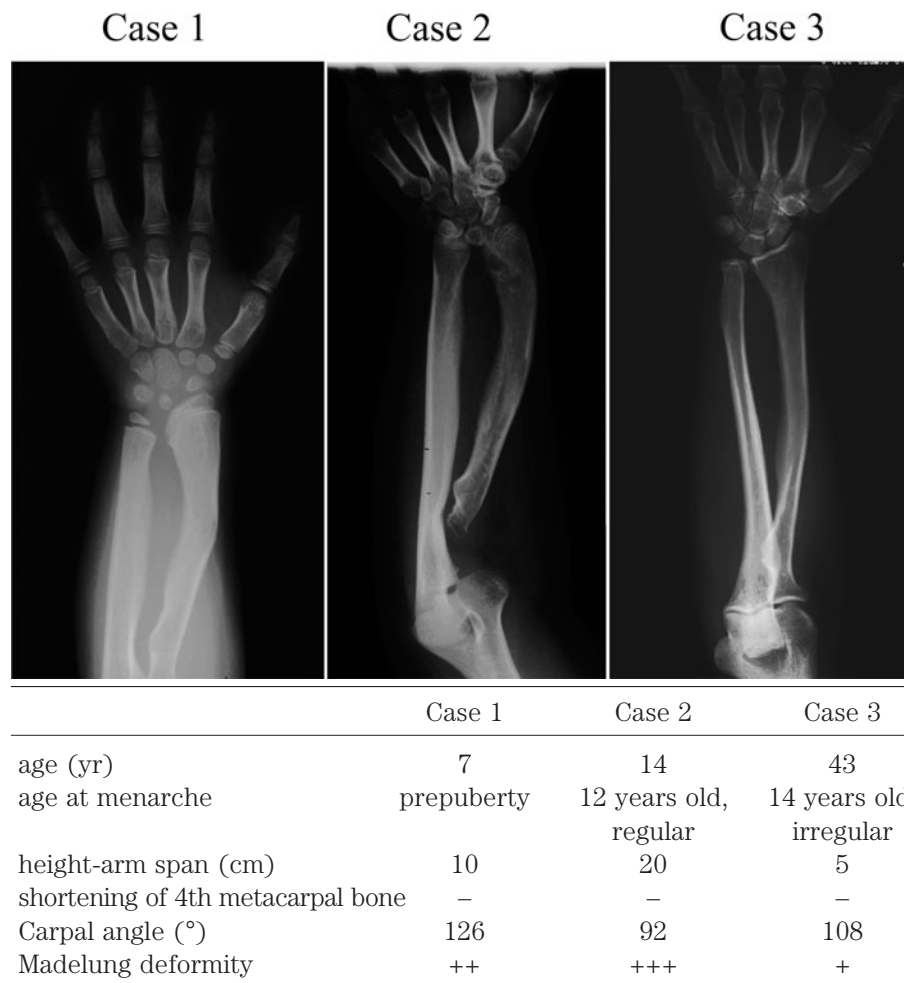 Case 1 Case 2 Case 3
Case 1 Case 2 Case 3
age (yr) 7 14 43
age at menarche prepuberty 12 years old, 14 years old
regular irregular
height-arm span (cm) 10 20 5
shortening of 4th metacarpal bone – – –
Carpal angle (°) 126 92 108
Madelung deformity ++ +++ +